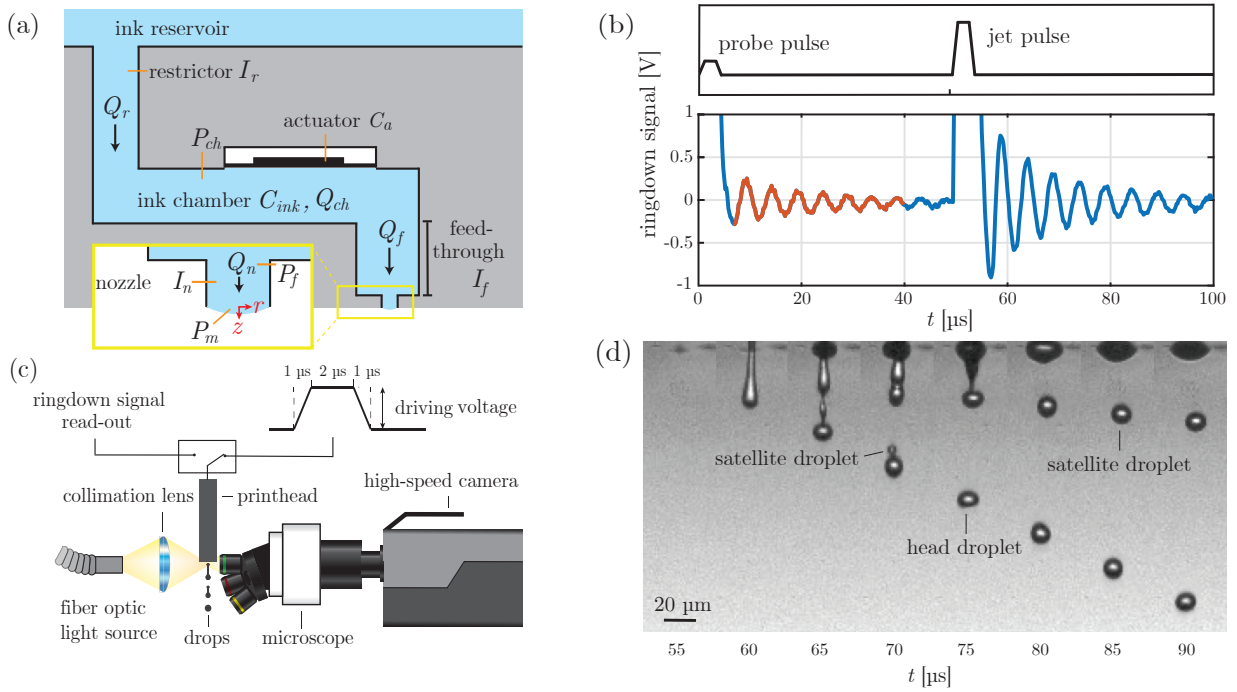 (a)
ink reservoir
restrictor I_r
Q_r
actuator C_a
P_ch
ink chamber C_ink, Q_ch
Q_f
feed-
through
I_f
nozzle
I_n
Q_n
P_f
r
z
P_m
(b)
probe pulse
jet pulse
ringdown signal [V]
1
0.5
0
-0.5
-1
0
20
40
60
80
100
t [µs]
(c)
1 µs
2 µs
1 µs
driving voltage
ringdown signal
read-out
collimation lens
printhead
high-speed camera
fiber optic
light source
drops
microscope
(d)
satellite droplet
satellite droplet
head droplet
20 µm
55
60
65
70
75
80
85
90
t [µs]